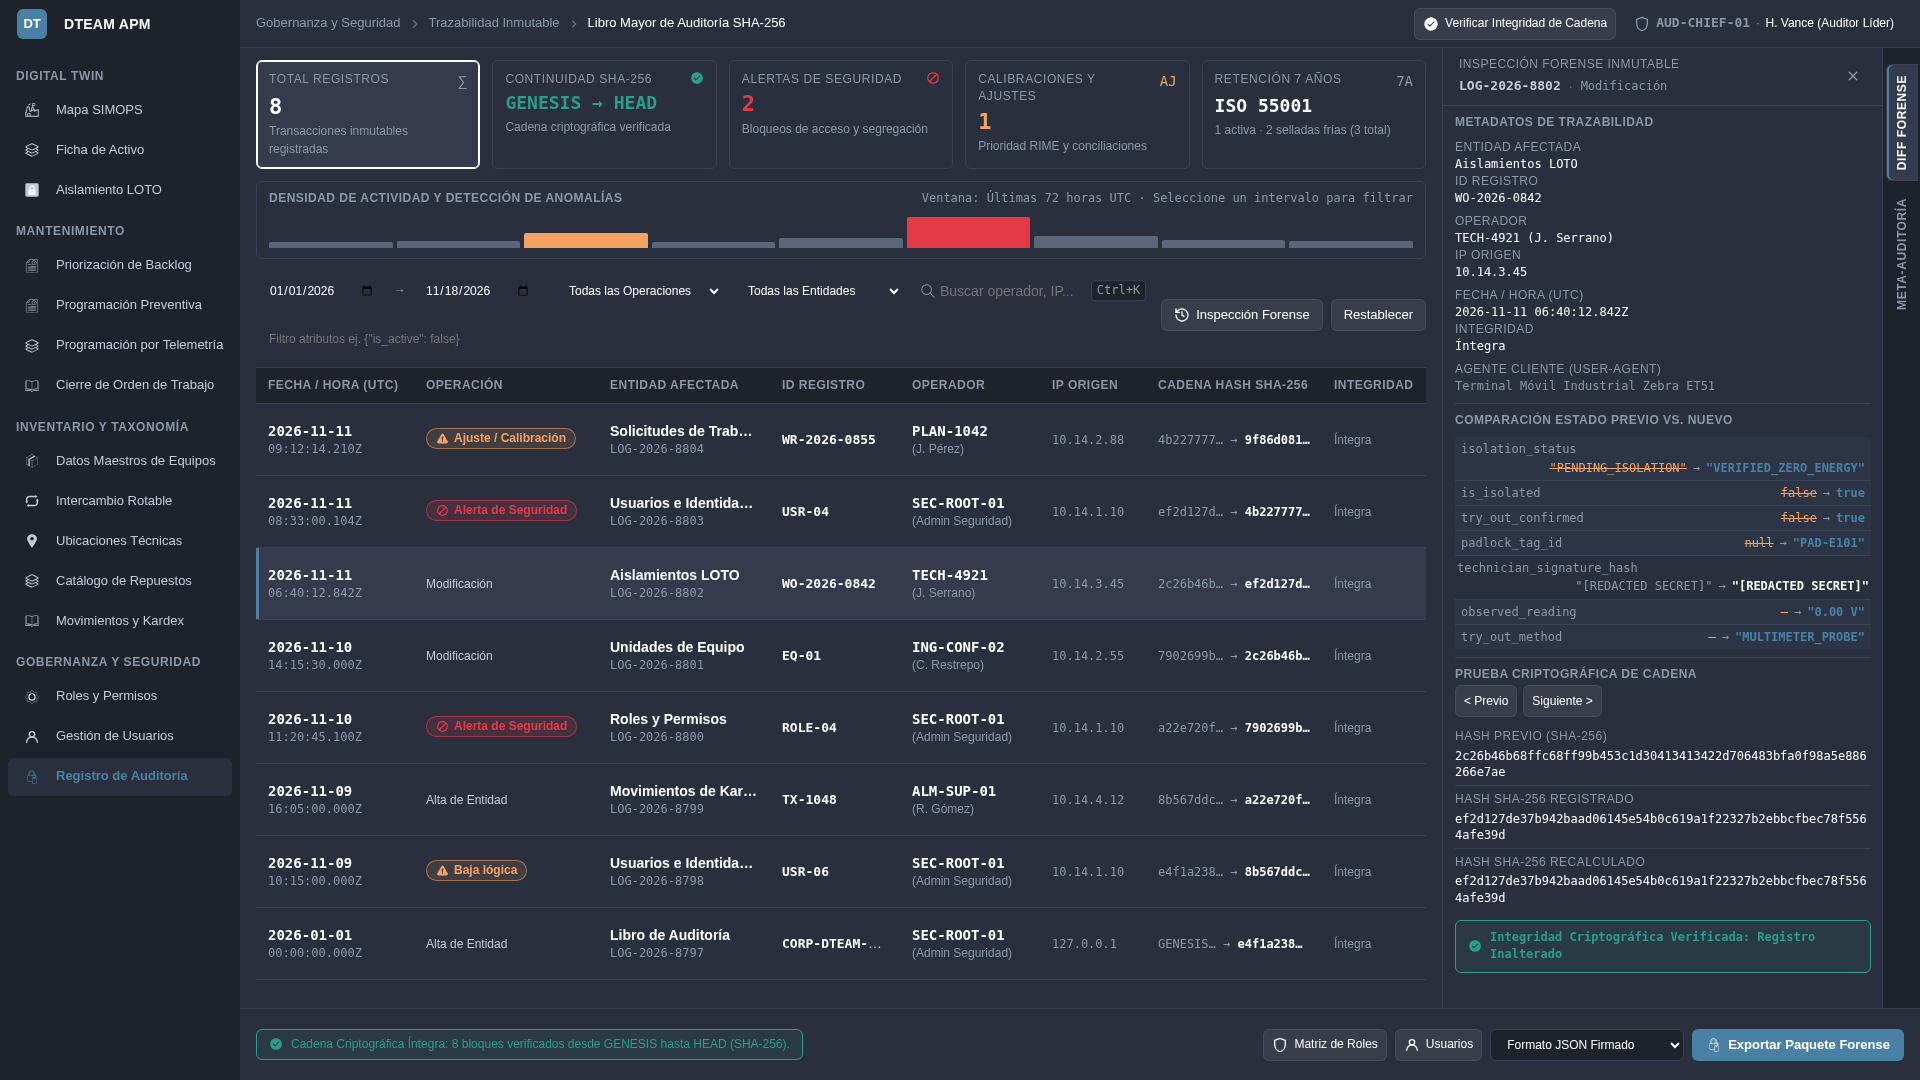 DT DTEAM APM
DIGITAL TWIN
Mapa SIMOPS
Ficha de Activo
Aislamiento LOTO
MANTENIMIENTO
Priorización de Backlog
Programación Preventiva
Programación por Telemetría
Cierre de Orden de Trabajo
INVENTARIO Y TAXONOMÍA
Datos Maestros de Equipos
Intercambio Rotable
Ubicaciones Técnicas
Catálogo de Repuestos
Movimientos y Kardex
GOBERNANZA Y SEGURIDAD
Roles y Permisos
Gestión de Usuarios
Registro de Auditoría
Gobernanza y Seguridad > Trazabilidad Inmutable > Libro Mayor de Auditoría SHA-256
Verificar Integridad de Cadena
AUD-CHIEF-01 · H. Vance (Auditor Líder)
TOTAL REGISTROS ∑
8
Transacciones inmutables
registradas
CONTINUIDAD SHA-256
GENESIS → HEAD
Cadena criptográfica verificada
ALERTAS DE SEGURIDAD
2
Bloqueos de acceso y segregación
CALIBRACIONES Y
AJUSTES
AJ
1
Prioridad RIME y conciliaciones
RETENCIÓN 7 AÑOS 7A
ISO 55001
1 activa · 2 selladas frías (3 total)
DENSIDAD DE ACTIVIDAD Y DETECCIÓN DE ANOMALÍAS
Ventana: Últimas 72 horas UTC · Seleccione un intervalo para filtrar
01/01/2026 → 11/18/2026 Todas las Operaciones Todas las Entidades Buscar operador, IP... Ctrl+K
Inspección Forense Restablecer
Filtro atributos ej. {"is_active": false}
FECHA / HORA (UTC) OPERACIÓN ENTIDAD AFECTADA ID REGISTRO OPERADOR IP ORIGEN CADENA HASH SHA-256 INTEGRIDAD
2026-11-11 Solicitudes de Trab… PLAN-1042
Ajuste / Calibración WR-2026-0855 10.14.2.88 4b227777… → 9f86d081… Íntegra
09:12:14.210Z LOG-2026-8804 (J. Pérez)
2026-11-11 Usuarios e Identida… SEC-ROOT-01
Alerta de Seguridad USR-04 10.14.1.10 ef2d127d… → 4b227777… Íntegra
08:33:00.104Z LOG-2026-8803 (Admin Seguridad)
2026-11-11 Aislamientos LOTO TECH-4921
Modificación WO-2026-0842 10.14.3.45 2c26b46b… → ef2d127d… Íntegra
06:40:12.842Z LOG-2026-8802 (J. Serrano)
2026-11-10 Unidades de Equipo ING-CONF-02
Modificación EQ-01 10.14.2.55 7902699b… → 2c26b46b… Íntegra
14:15:30.000Z LOG-2026-8801 (C. Restrepo)
2026-11-10 Roles y Permisos SEC-ROOT-01
Alerta de Seguridad ROLE-04 10.14.1.10 a22e720f… → 7902699b… Íntegra
11:20:45.100Z LOG-2026-8800 (Admin Seguridad)
2026-11-09 Movimientos de Kar… ALM-SUP-01
Alta de Entidad TX-1048 10.14.4.12 8b567ddc… → a22e720f… Íntegra
16:05:00.000Z LOG-2026-8799 (R. Gómez)
2026-11-09 Usuarios e Identida… SEC-ROOT-01
Baja lógica USR-06 10.14.1.10 e4f1a238… → 8b567ddc… Íntegra
10:15:00.000Z LOG-2026-8798 (Admin Seguridad)
2026-01-01 Libro de Auditoría SEC-ROOT-01
Alta de Entidad CORP-DTEAM-… 127.0.0.1 GENESIS… → e4f1a238… Íntegra
00:00:00.000Z LOG-2026-8797 (Admin Seguridad)
INSPECCIÓN FORENSE INMUTABLE
LOG-2026-8802 · Modificación
METADATOS DE TRAZABILIDAD
ENTIDAD AFECTADA
Aislamientos LOTO
ID REGISTRO
WO-2026-0842
OPERADOR
TECH-4921 (J. Serrano)
IP ORIGEN
10.14.3.45
FECHA / HORA (UTC)
2026-11-11 06:40:12.842Z
INTEGRIDAD
Íntegra
AGENTE CLIENTE (USER-AGENT)
Terminal Móvil Industrial Zebra ET51
COMPARACIÓN ESTADO PREVIO VS. NUEVO
isolation_status
"PENDING_ISOLATION" → "VERIFIED_ZERO_ENERGY"
is_isolated false → true
try_out_confirmed false → true
padlock_tag_id null → "PAD-E101"
technician_signature_hash
"[REDACTED SECRET]" → "[REDACTED SECRET]"
observed_reading — → "0.00 V"
try_out_method — → "MULTIMETER_PROBE"
PRUEBA CRIPTOGRÁFICA DE CADENA
< Previo Siguiente >
HASH PREVIO (SHA-256)
2c26b46b68ffc68ff99b453c1d30413413422d706483bfa0f98a5e886
266e7ae
HASH SHA-256 REGISTRADO
ef2d127de37b942baad06145e54b0c619a1f22327b2ebbcfbec78f556
4afe39d
HASH SHA-256 RECALCULADO
ef2d127de37b942baad06145e54b0c619a1f22327b2ebbcfbec78f556
4afe39d
Integridad Criptográfica Verificada: Registro
Inalterado
DIFF FORENSE
META-AUDITORÍA
Cadena Criptográfica Íntegra: 8 bloques verificados desde GENESIS hasta HEAD (SHA-256).
Matriz de Roles Usuarios Formato JSON Firmado Exportar Paquete Forense